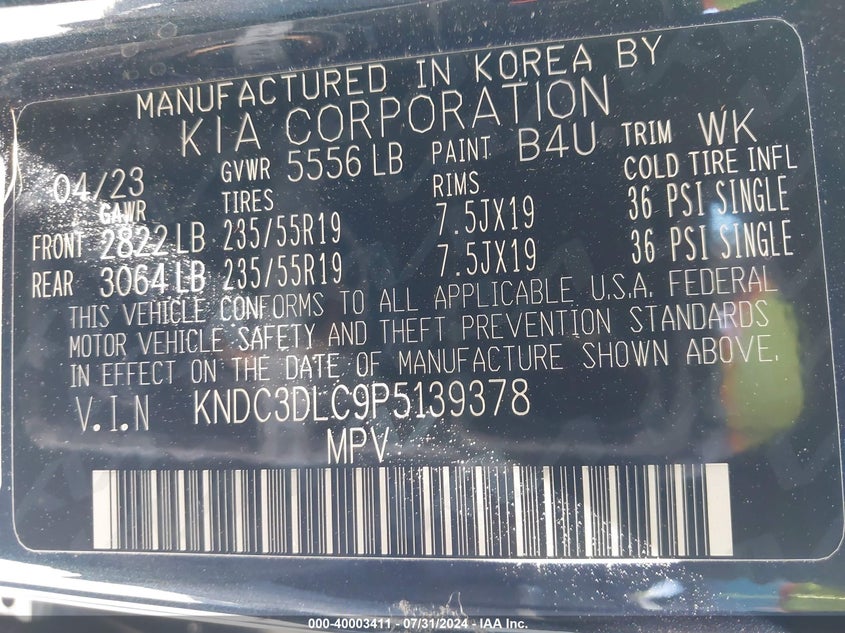 MANUFACTURED IN KOREA BY
KIA CORPORATION
04/23 GVWR 5556 LB PAINT B4U TRIM WK
GAWR TIRES RIMS COLD TIRE INFL
FRONT 2822 LB 235/55R19 7.5JX19 36 PSI SINGLE
REAR 3064 LB 235/55R19 7.5JX19 36 PSI SINGLE
THIS VEHICLE CONFORMS TO ALL APPLICABLE U.S.A. FEDERAL
MOTOR VEHICLE SAFETY AND THEFT PREVENTION STANDARDS
IN EFFECT ON THE DATE OF MANUFACTURE SHOWN ABOVE.
V.I.N KNDC3DLC9P5139378
MPV
000-40003411 - 07/31/2024 - © IAA Inc.